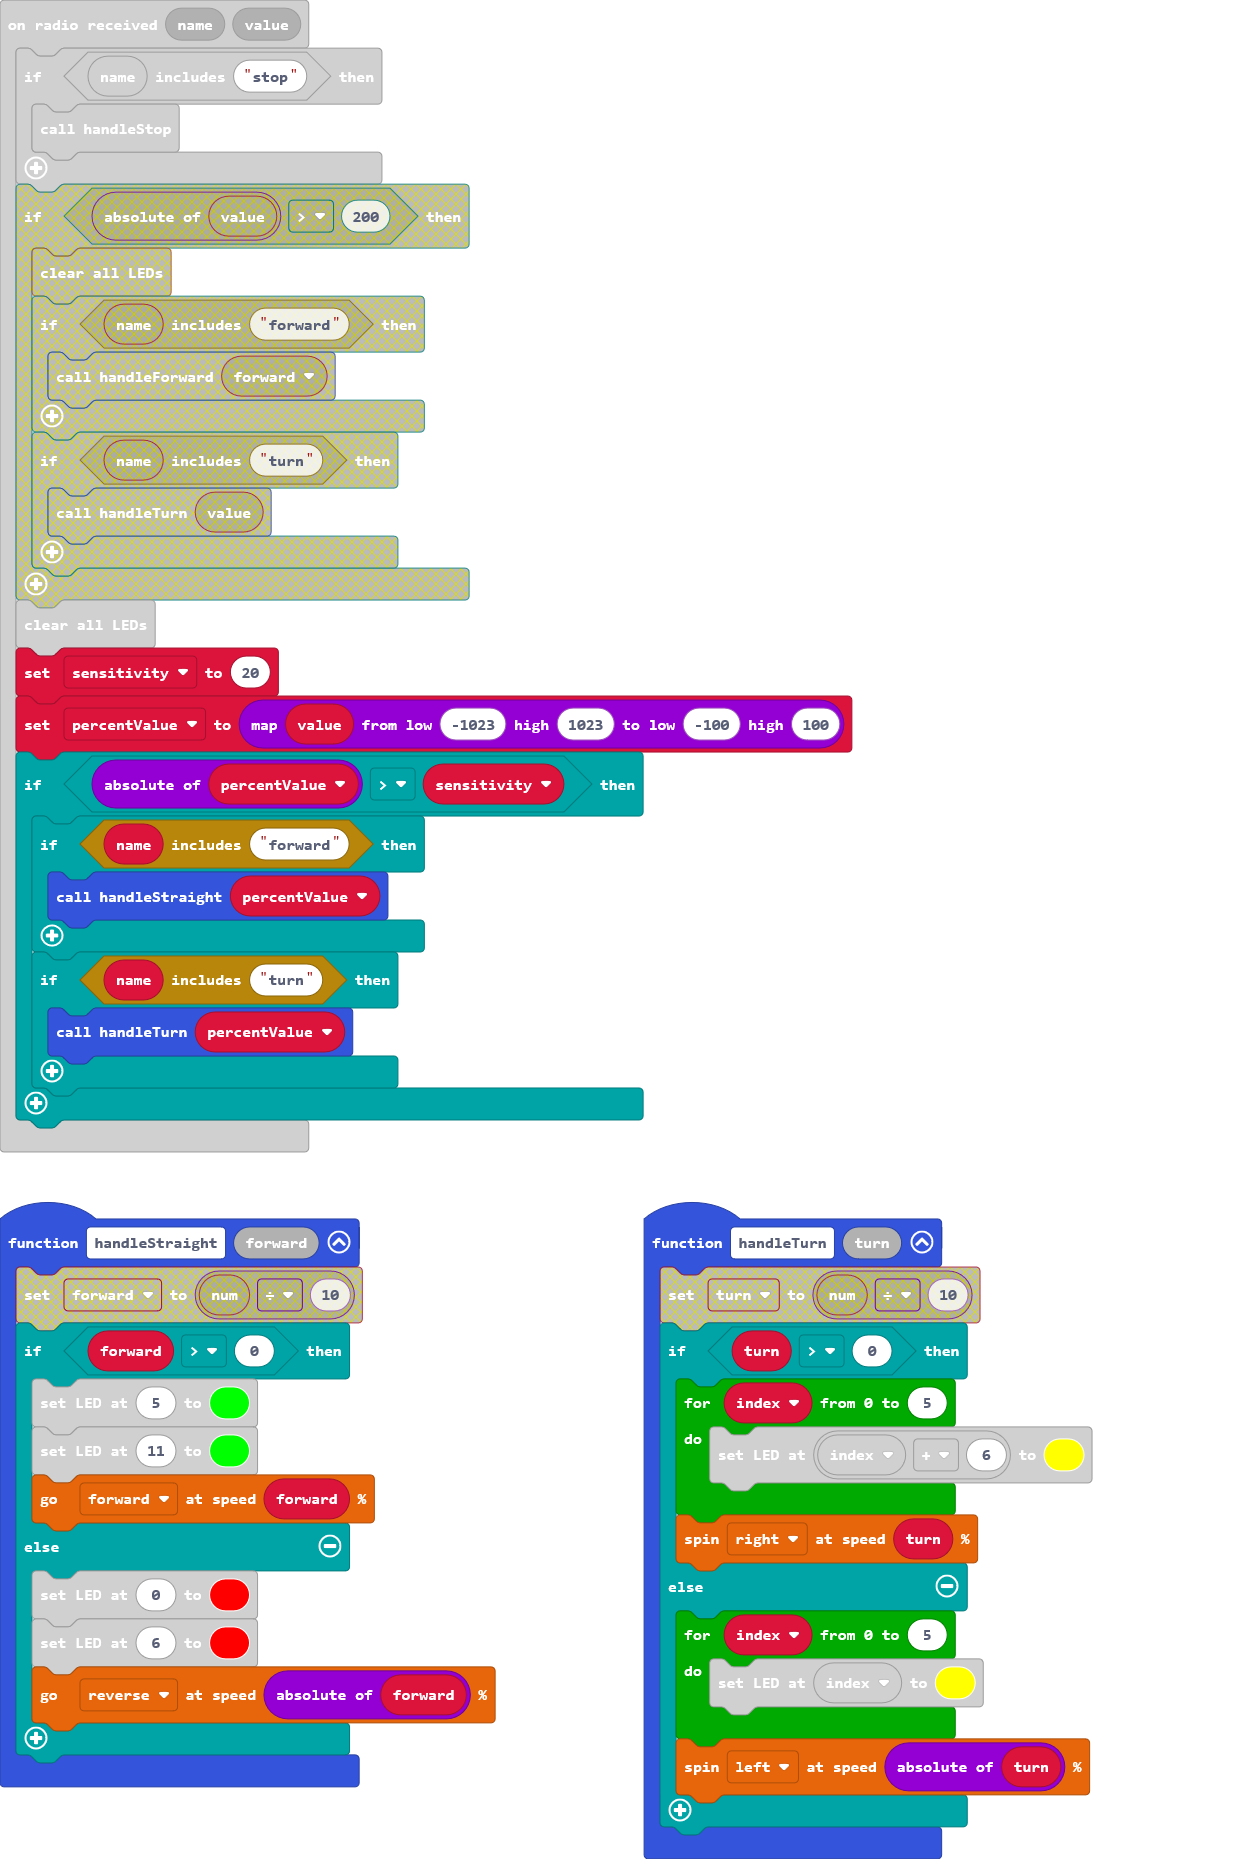 on radio received name value
if name includes "stop" then
call handleStop
if absolute of value > 200 then
clear all LEDs
if name includes "forward" then
call handleForward forward
if name includes "turn" then
call handleTurn value
clear all LEDs
set sensitivity to 20
set percentValue to map value from low -1023 high 1023 to low -100 high 100
if absolute of percentValue > sensitivity then
if name includes "forward" then
call handleStraight percentValue
if name includes "turn" then
call handleTurn percentValue
function handleStraight forward
set forward to num ÷ 10
if forward > 0 then
set LED at 5 to
set LED at 11 to
go forward at speed forward %
else
set LED at 0 to
set LED at 6 to
go reverse at speed absolute of forward %
function handleTurn turn
set turn to num ÷ 10
if turn > 0 then
for index from 0 to 5
do set LED at index + 6 to
spin right at speed turn %
else
for index from 0 to 5
do set LED at index to
spin left at speed absolute of turn %